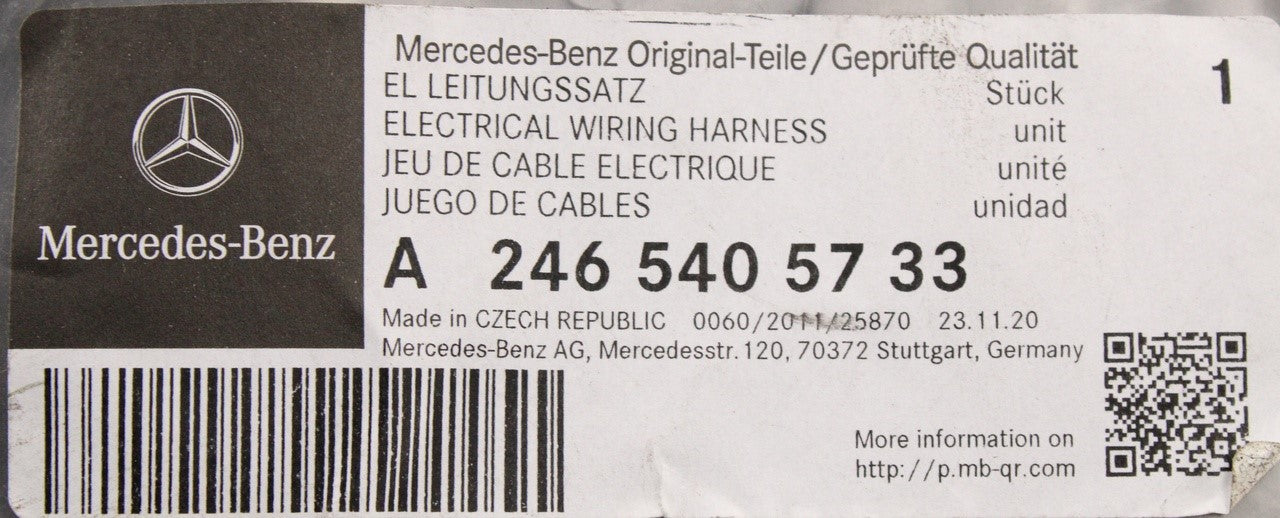 Mercedes-Benz
Mercedes-Benz Original-Teile/Geprüfte Qualität
EL LEITUNGSSATZ Stück 1
ELECTRICAL WIRING HARNESS unit
JEU DE CABLE ELECTRIQUE unité
JUEGO DE CABLES unidad
A 246 540 57 33
Made in CZECH REPUBLIC 0060/2011/25870 23.11.20
Mercedes-Benz AG, Mercedesstr. 120, 70372 Stuttgart, Germany
More information on
http://p.mb-qr.com